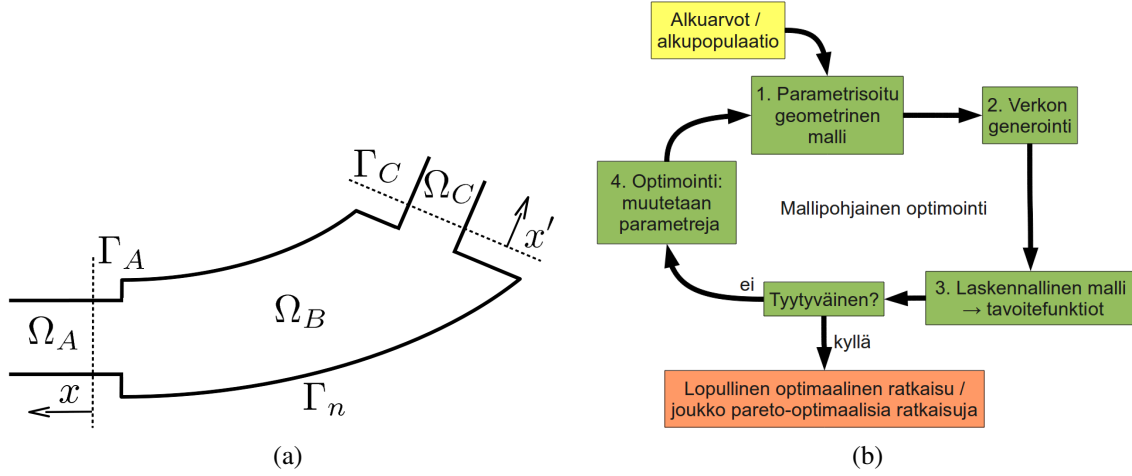 Γ_C
Ω_C
x′
Γ_A
Ω_A
Ω_B
x
Γ_n
(a)
Alkuarvot /
alkupopulaatio
1. Parametrisoitu
geometrinen
malli
2. Verkon
generointi
4. Optimointi:
muutetaan
parametreja
Mallipohjainen optimointi
3. Laskennallinen malli
→ tavoitefunktiot
Tyytyväinen?
ei
kyllä
Lopullinen optimaalinen ratkaisu /
joukko pareto-optimaalisia ratkaisuja
(b)